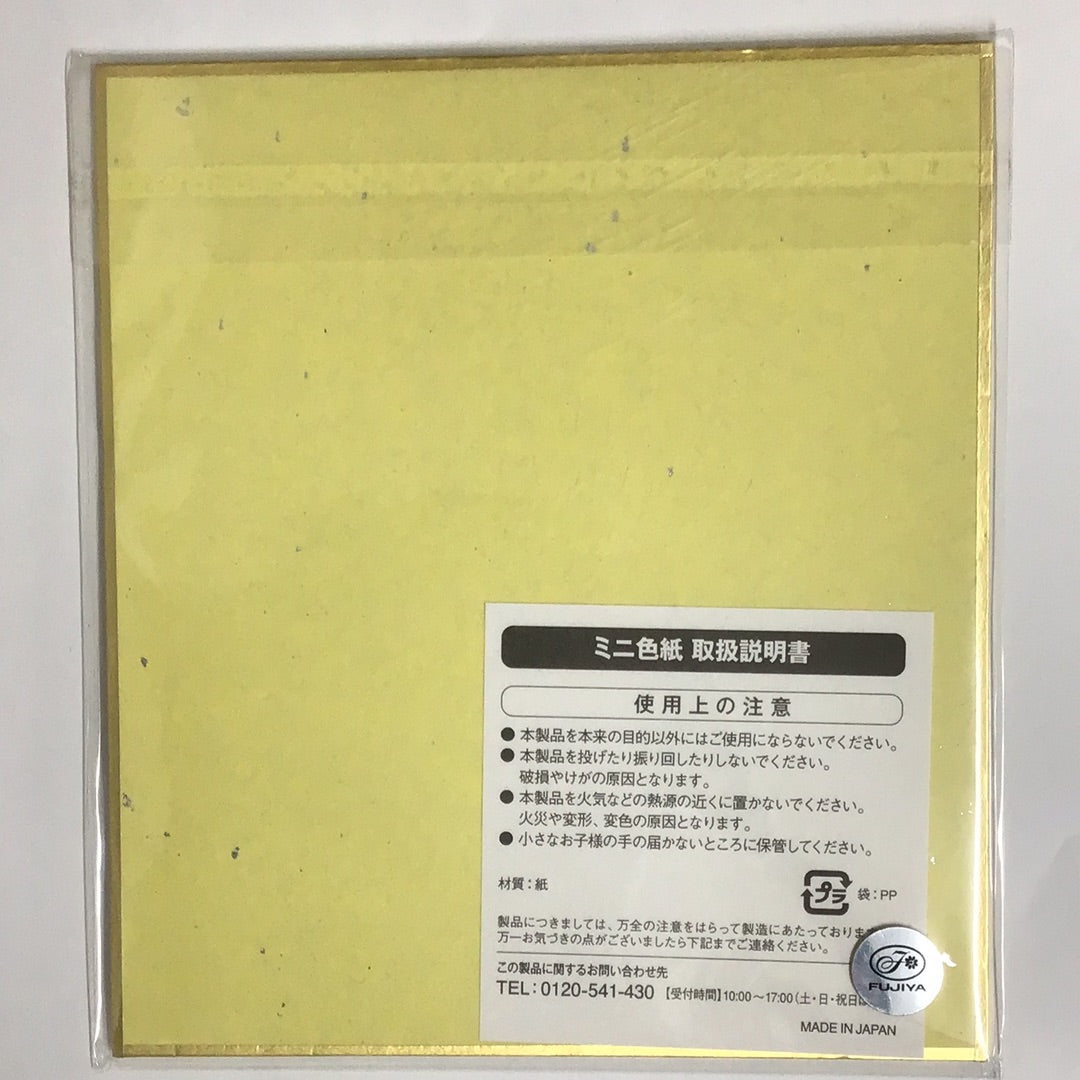 ミニ色紙 取扱説明書
使用上の注意
● 本製品を本来の目的以外にはご使用にならないでください。
● 本製品を投げたり振り回したりしないでください。
破損やけがの原因となります。
● 本製品を火気などの熱源の近くに置かないでください。
火災や変形、変色の原因となります。
● 小さなお子様の手の届かないところに保管してください。
材質：紙
プラ
袋：PP
製品につきましては、万全の注意をはらって製造にあたっておりま
万一お気づきの点がございましたら下記までご連絡ください。
この製品に関するお問い合わせ先
TEL：0120-541-430 【受付時間】10:00～17:00（土・日・祝日
FUJIYA
MADE IN JAPAN